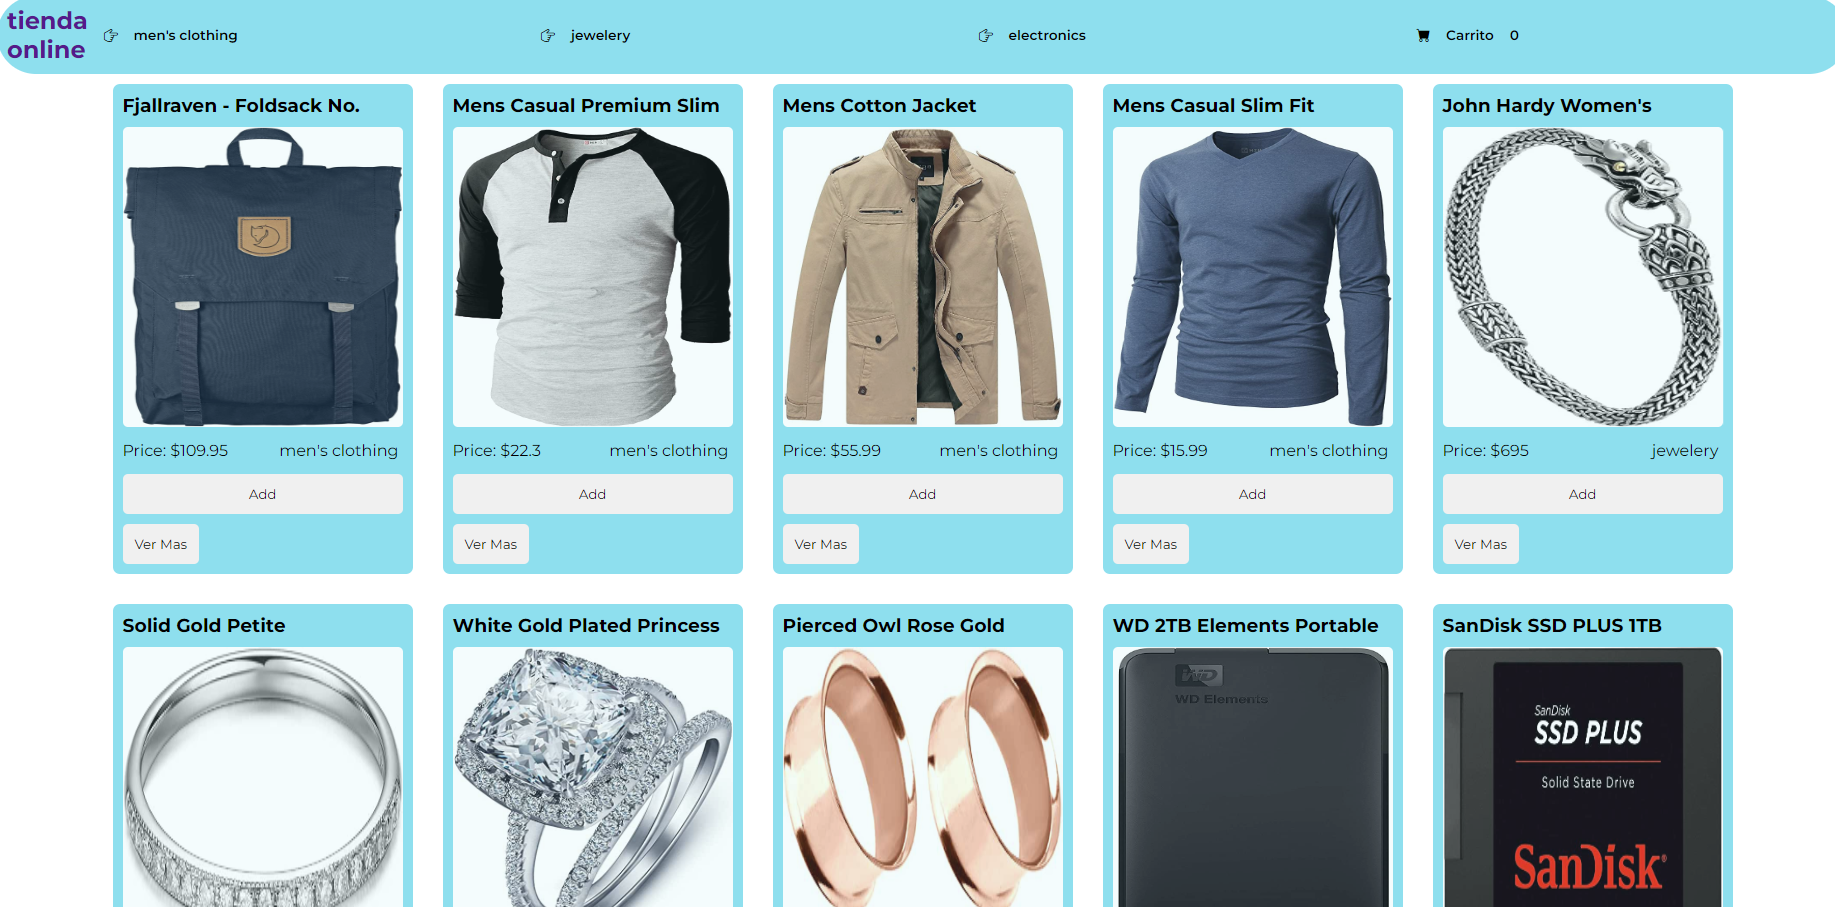 tienda
online
men's clothing
jewelery
electronics
Carrito 0
Fjallraven - Foldsack No.
Mens Casual Premium Slim
Mens Cotton Jacket
Mens Casual Slim Fit
John Hardy Women's
Price: $109.95 men's clothing
Price: $22.3 men's clothing
Price: $55.99 men's clothing
Price: $15.99 men's clothing
Price: $695 jewelery
Add
Add
Add
Add
Add
Ver Mas
Ver Mas
Ver Mas
Ver Mas
Ver Mas
Solid Gold Petite
White Gold Plated Princess
Pierced Owl Rose Gold
WD 2TB Elements Portable
SanDisk SSD PLUS 1TB
WD
WD Elements
SanDisk
SSD PLUS
Solid State Drive
SanDisk®